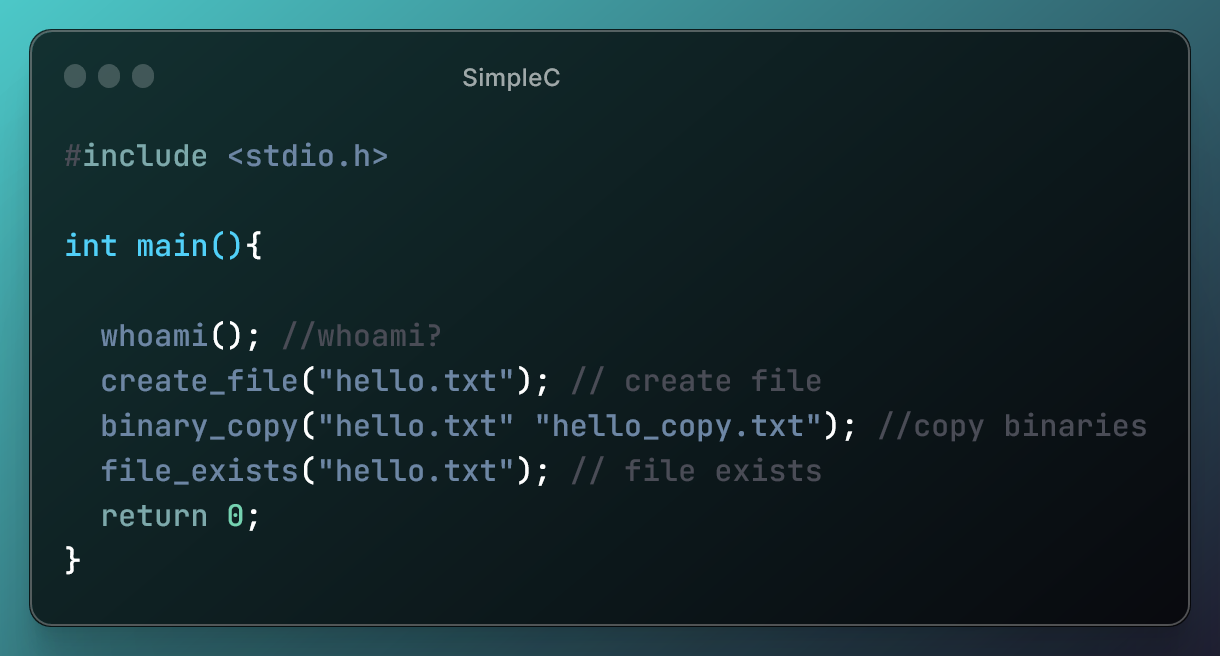 SimpleC
#include <stdio.h>
int main(){
whoami(); //whoami?
create_file("hello.txt"); // create file
binary_copy("hello.txt" "hello_copy.txt"); //copy binaries
file_exists("hello.txt"); // file exists
return 0;
}